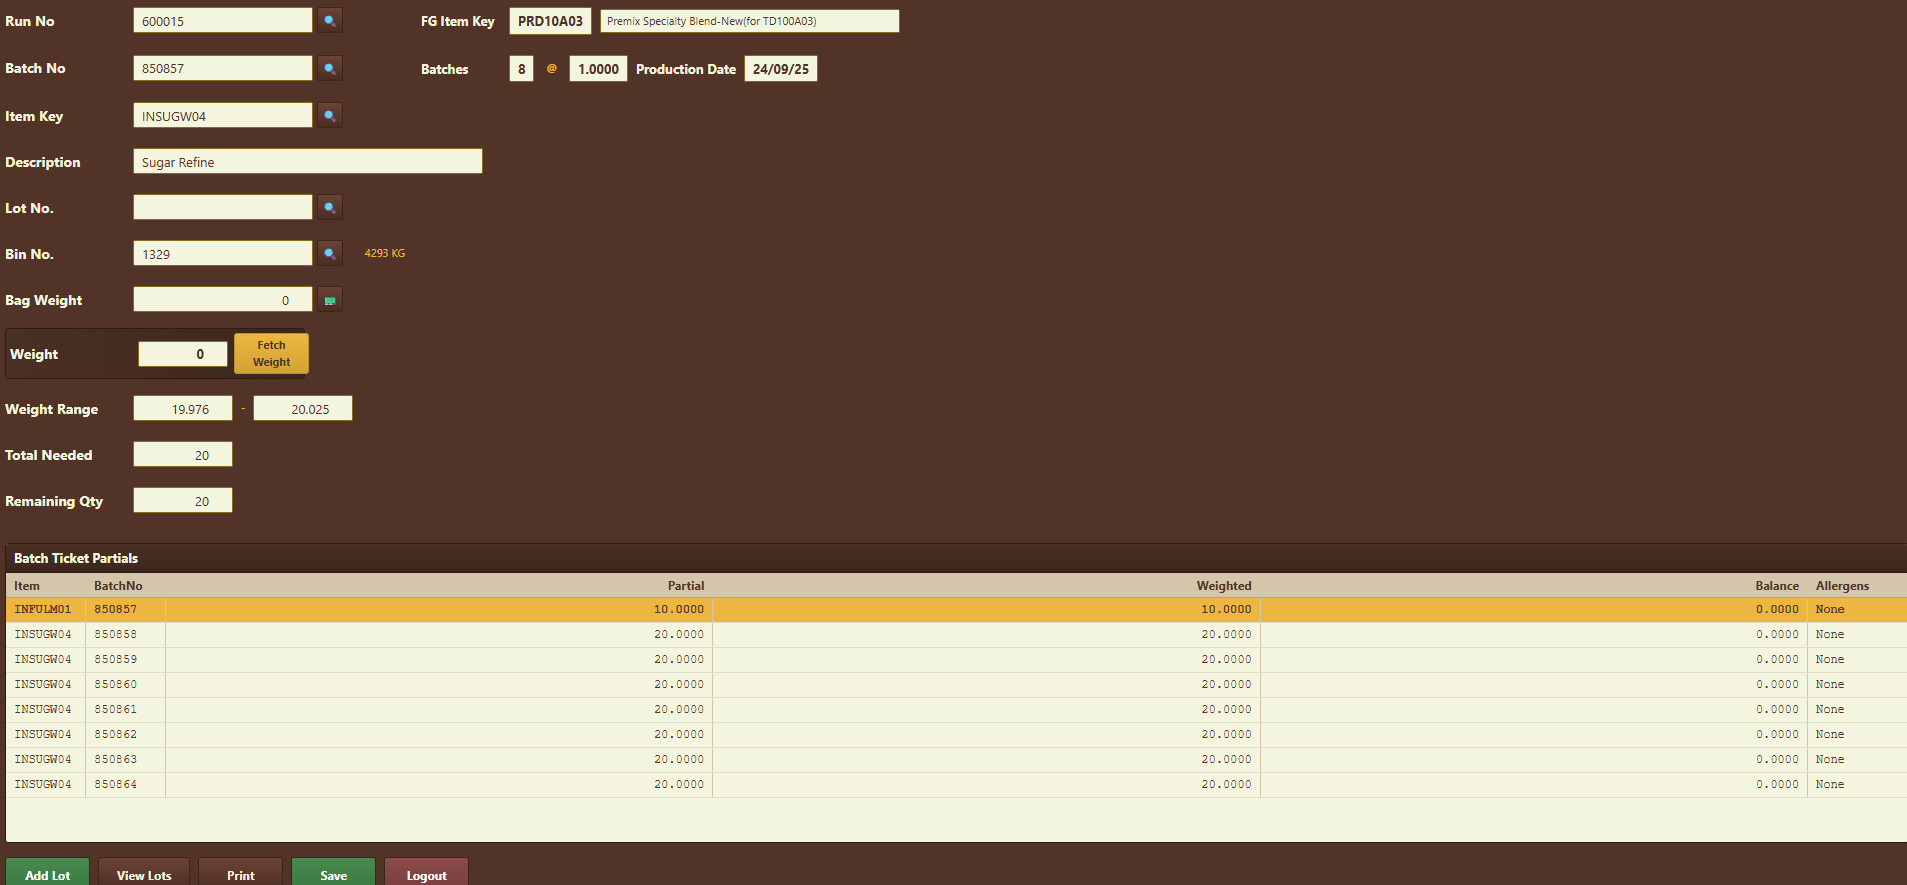 Run No 600015 FG Item Key PRD10A03 Premix Specialty Blend-New(for TD100A03)
Batch No 850857 Batches 8 @ 1.0000 Production Date 24/09/25
Item Key INSUGW04
Description Sugar Refine
Lot No.
Bin No. 1329 4293 KG
Bag Weight 0
Weight 0 Fetch
Weight
Weight Range 19.976 - 20.025
Total Needed 20
Remaining Qty 20
Batch Ticket Partials
Item BatchNo Partial Weighted Balance Allergens
INFULM01 850857 10.0000 10.0000 0.0000 None
INSUGW04 850858 20.0000 20.0000 0.0000 None
INSUGW04 850859 20.0000 20.0000 0.0000 None
INSUGW04 850860 20.0000 20.0000 0.0000 None
INSUGW04 850861 20.0000 20.0000 0.0000 None
INSUGW04 850862 20.0000 20.0000 0.0000 None
INSUGW04 850863 20.0000 20.0000 0.0000 None
INSUGW04 850864 20.0000 20.0000 0.0000 None
Add Lot View Lots Print Save Logout